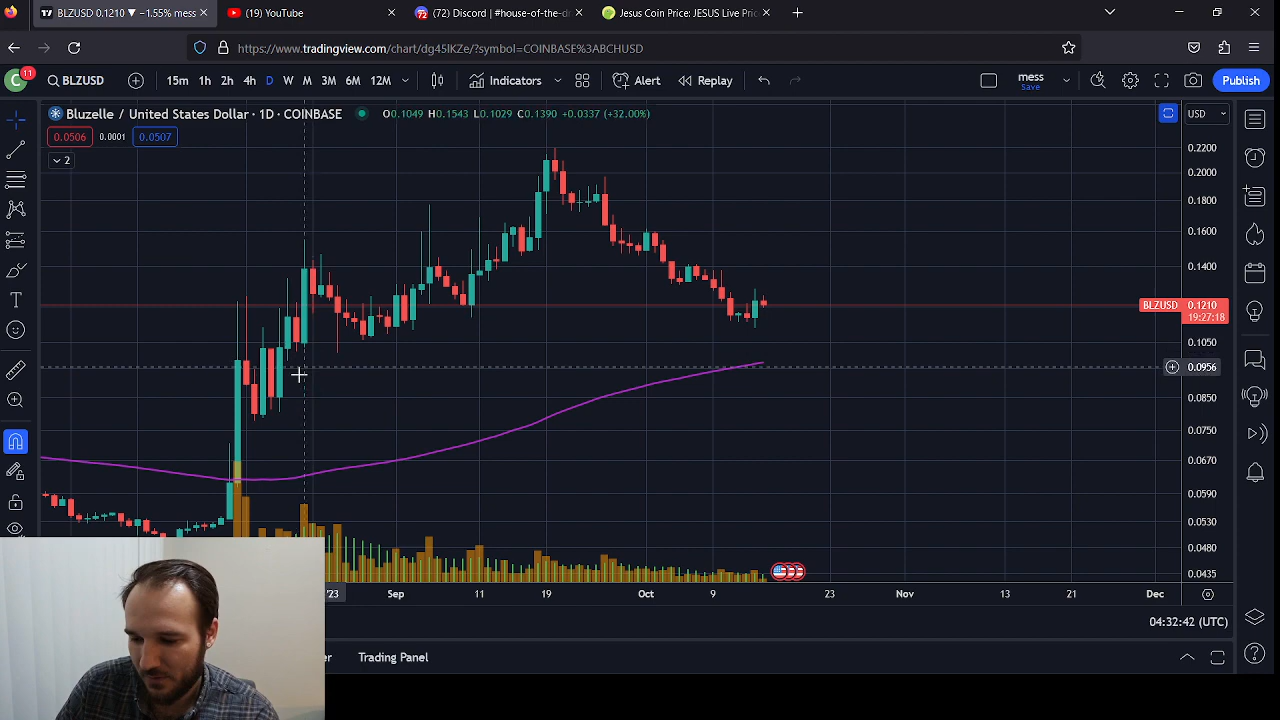 BLZUSD 0.1210 ▼ −1.55% mess
(19) YouTube
72 (72) Discord | #house-of-the-dr
Jesus Coin Price: JESUS Live Price
https://www.tradingview.com/chart/dg45lKZe/?symbol=COINBASE%3ABCHUSD
C 11
BLZUSD
15m 1h 2h 4h D W M 3M 6M 12M
Indicators
Alert
Replay
mess
Save
Publish
Bluzelle / United States Dollar · 1D · COINBASE
O0.1049 H0.1543 L0.1029 C0.1390 +0.0337 (+32.00%)
USD
0.0506 0.0001 0.0507
2
0.2200
0.2000
0.1800
0.1600
0.1400
BLZUSD 0.1210
19:27:18
0.1050
0.0956
0.0850
0.0750
0.0670
0.0590
0.0530
0.0480
0.0435
'23 Sep 11 19 Oct 9 23 Nov 13 21 Dec
04:32:42 (UTC)
er Trading Panel